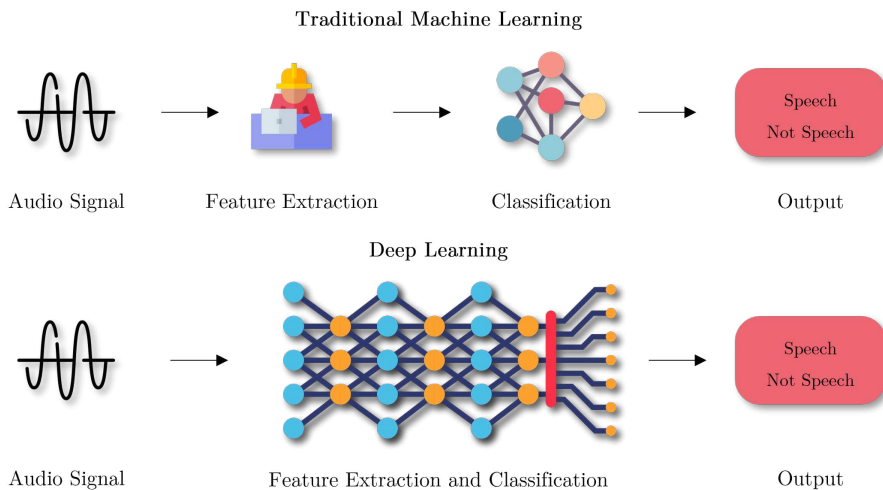 Traditional Machine Learning
Speech
Not Speech
Audio Signal
Feature Extraction
Classification
Output
Deep Learning
Speech
Not Speech
Audio Signal
Feature Extraction and Classification
Output